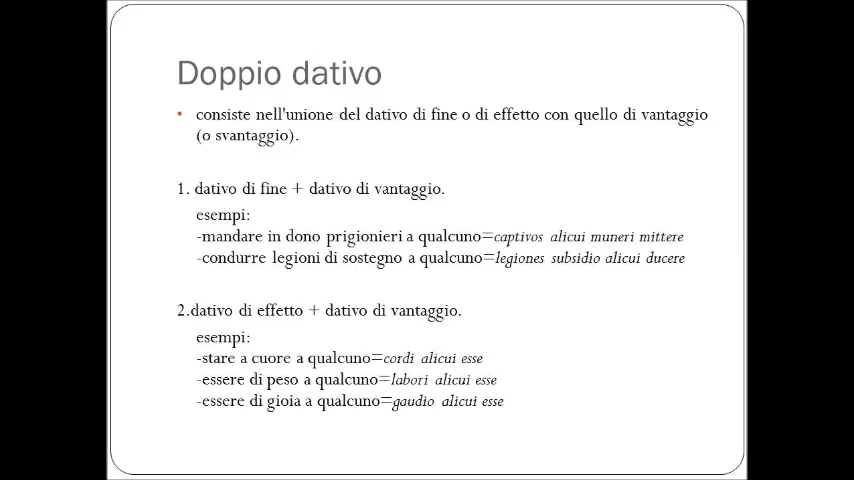 Doppio dativo
• consiste nell'unione del dativo di fine o di effetto con quello di vantaggio
(o svantaggio).
1. dativo di fine + dativo di vantaggio.
esempi:
-mandare in dono prigionieri a qualcuno=captivos alicui muneri mittere
-condurre legioni di sostegno a qualcuno=legiones subsidio alicui ducere
2.dativo di effetto + dativo di vantaggio.
esempi:
-stare a cuore a qualcuno=cordi alicui esse
-essere di peso a qualcuno=labori alicui esse
-essere di gioia a qualcuno=gaudio alicui esse